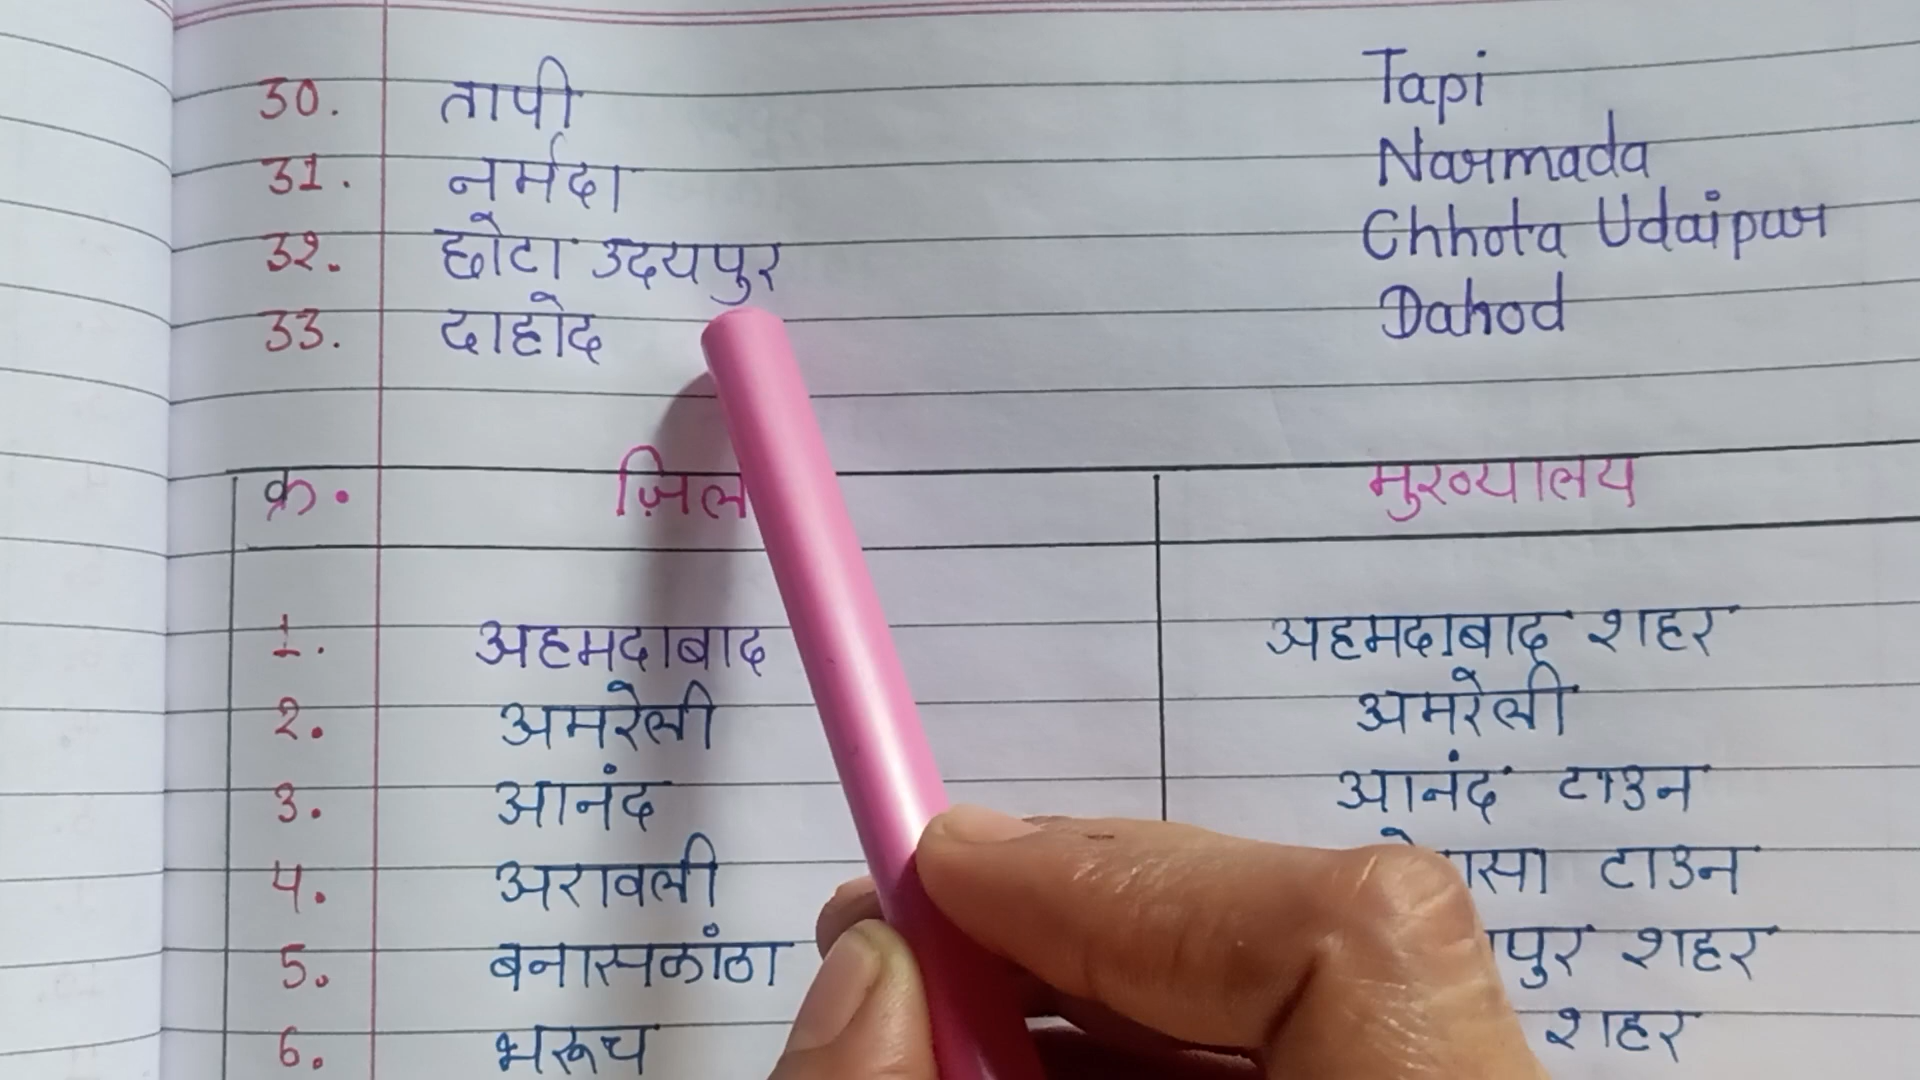 30. तापी Tapi
31. नर्मदा Narmada
32. छोटा उदयपुर Chhota Udaipur
33. दाहोद Dahod
क्र. मुख्यालय
1. अहमदाबाद अहमदाबाद शहर
2. अमरेली अमरेली
3. आनंद आनंद टाउन
4. अरावली टाउन
5. बनासकांठा शहर
6. भरूच शहर